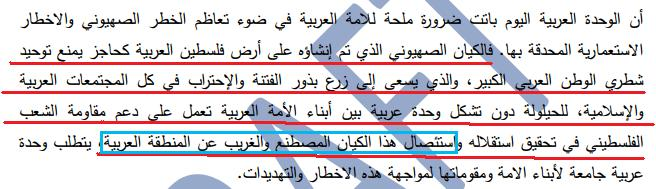 أن الوحدة العربية اليوم باتت ضرورة ملحة للامة العربية في ضوء تعاظم الخطر الصهيوني والاخطار
الاستعمارية المحدقة بها. فالكيان الصهيوني الذي تم إنشاؤه على أرض فلسطين العربية كحاجز يمنع توحيد
شطري الوطن العربي الكبير، والذي يسعى إلى زرع بذور الفتنة والإحتراب في كل المجتمعات العربية
والإسلامية، للحيلولة دون تشكل وحدة عربية بين أبناء الأمة العربية تعمل على دعم مقاومة الشعب
الفلسطيني في تحقيق استقلاله واستئصال هذا الكيان المصطنع والغريب عن المنطقة العربية، يتطلب وحدة
عربية جامعة لأبناء الامة ومقوماتها لمواجهة هذه الاخطار والتهديدات.